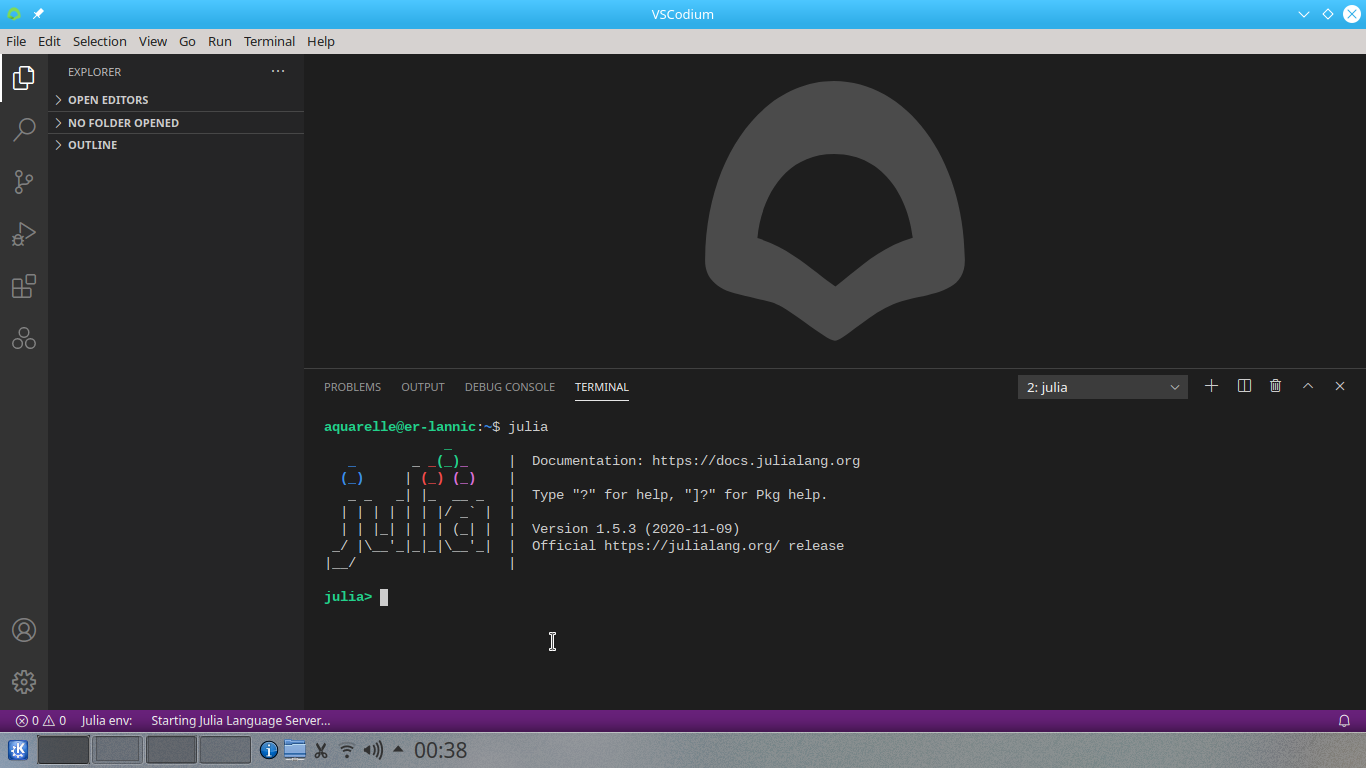 VSCodium
File Edit Selection View Go Run Terminal Help
EXPLORER
OPEN EDITORS
NO FOLDER OPENED
OUTLINE
PROBLEMS OUTPUT DEBUG CONSOLE TERMINAL 2: julia
aquarelle@er-lannic:~$ julia
               _
   _       _ _(_)_     |  Documentation: https://docs.julialang.org
  (_)     | (_) (_)    |
   _ _   _| |_  __ _   |  Type "?" for help, "]?" for Pkg help.
  | | | | | | |/ _` |  |
  | | |_| | | | (_| |  |  Version 1.5.3 (2020-11-09)
 _/ |\__'_|_|_|\__'_|  |  Official https://julialang.org/ release
|__/                   |
julia>
0 0 Julia env: Starting Julia Language Server...
00:38